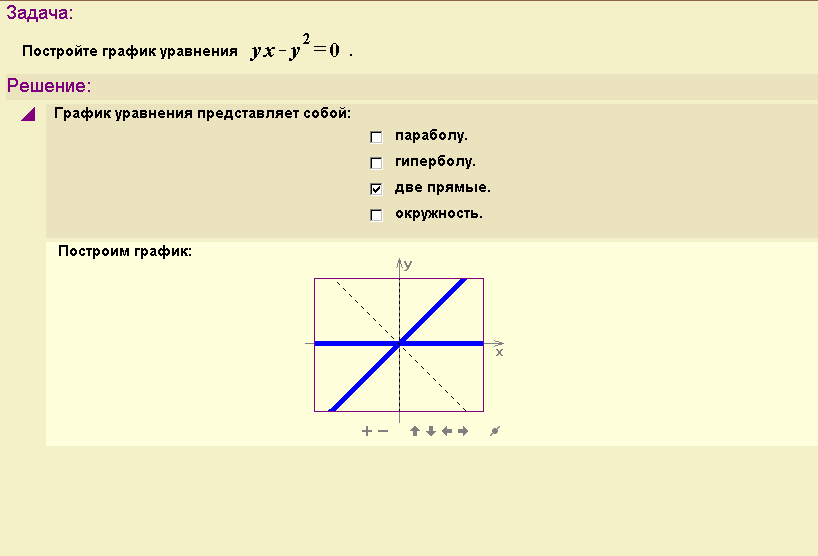 Задача:
Постройте график уравнения yx-y²=0 .
Решение:
График уравнения представляет собой:
параболу.
гиперболу.
две прямые.
окружность.
Построим график:
y
x